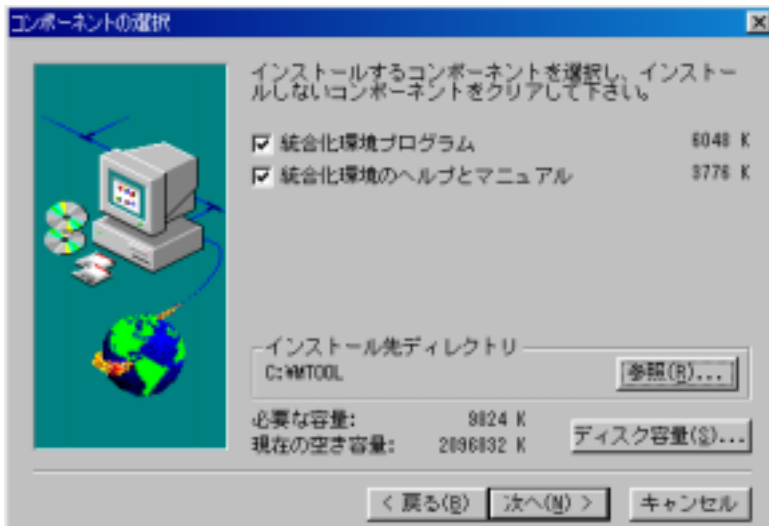 コンポーネントの選択
インストールするコンポーネントを選択し、インストー
ルしないコンポーネントをクリアして下さい。
統合化環境プログラム 6048 K
統合化環境のヘルプとマニュアル 3776 K
インストール先ディレクトリ
C:¥MTOOL
参照(R)...
必要な容量: 9824 K
現在の空き容量: 2096832 K
ディスク容量(S)...
< 戻る(B) 次へ(N) > キャンセル